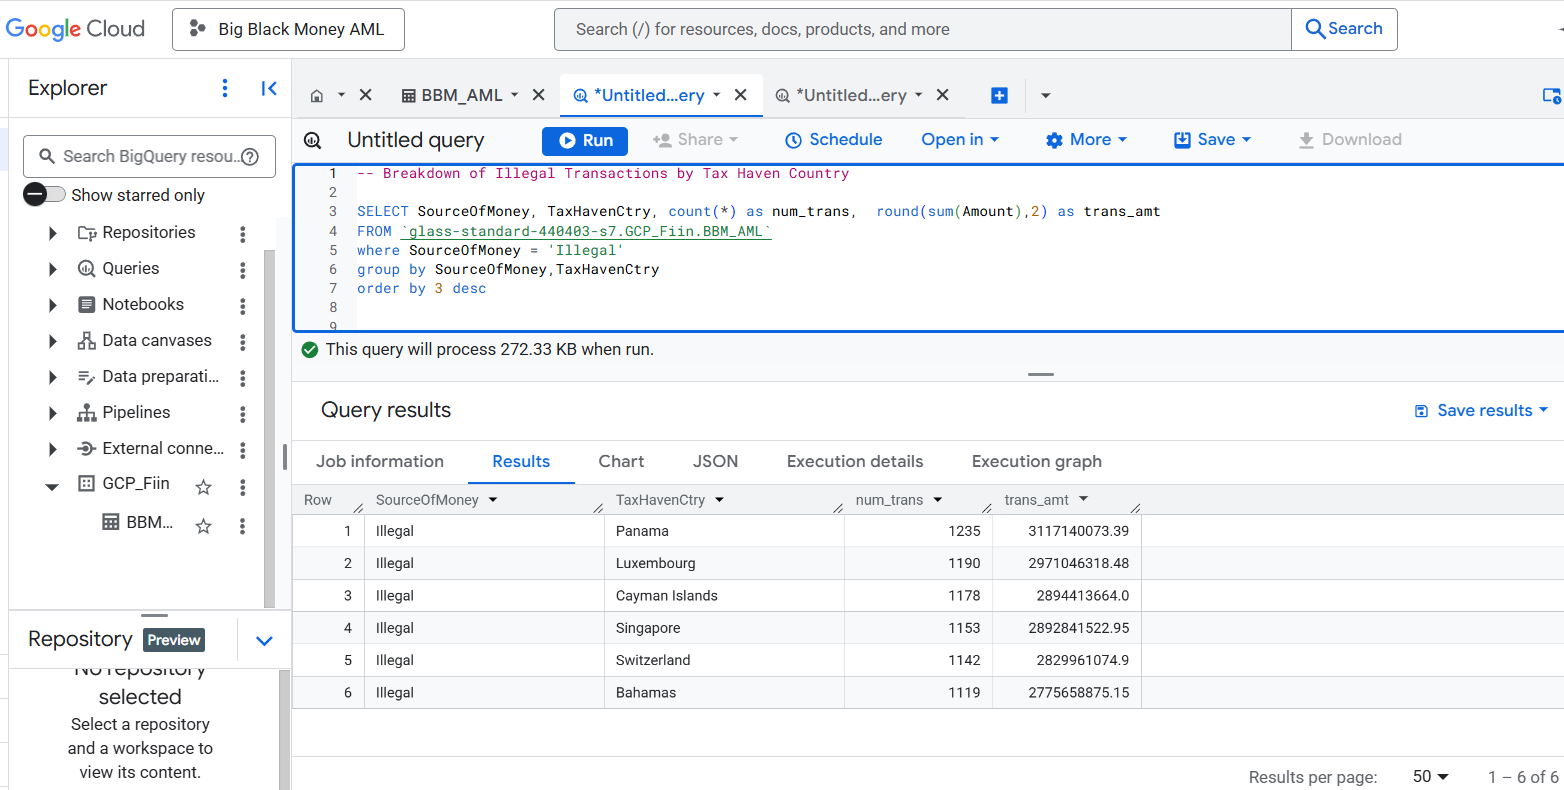 Google Cloud
Big Black Money AML
Search (/) for resources, docs, products, and more
Search
Explorer
Search BigQuery resou..
Show starred only
Repositories
Queries
Notebooks
Data canvases
Data preparati...
Pipelines
External conne...
GCP_Fiin
BBM...
Repository Preview
No repository
selected
Select a repository
and a workspace to
view its content.
BBM_AML
*Untitled...ery
*Untitled...ery
Untitled query
Run
Share
Schedule
Open in
More
Save
Download
1 -- Breakdown of Illegal Transactions by Tax Haven Country
2
3 SELECT SourceOfMoney, TaxHavenCtry, count(*) as num_trans,  round(sum(Amount),2) as trans_amt
4 FROM `glass-standard-440403-s7.GCP_Fiin.BBM_AML`
5 where SourceOfMoney = 'Illegal'
6 group by SourceOfMoney,TaxHavenCtry
7 order by 3 desc
8
9
This query will process 272.33 KB when run.
Query results
Save results
Job information Results Chart JSON Execution details Execution graph
Row SourceOfMoney TaxHavenCtry num_trans trans_amt
1 Illegal Panama 1235 3117140073.39
2 Illegal Luxembourg 1190 2971046318.48
3 Illegal Cayman Islands 1178 2894413664.0
4 Illegal Singapore 1153 2892841522.95
5 Illegal Switzerland 1142 2829961074.9
6 Illegal Bahamas 1119 2775658875.15
Results per page: 50 1 – 6 of 6